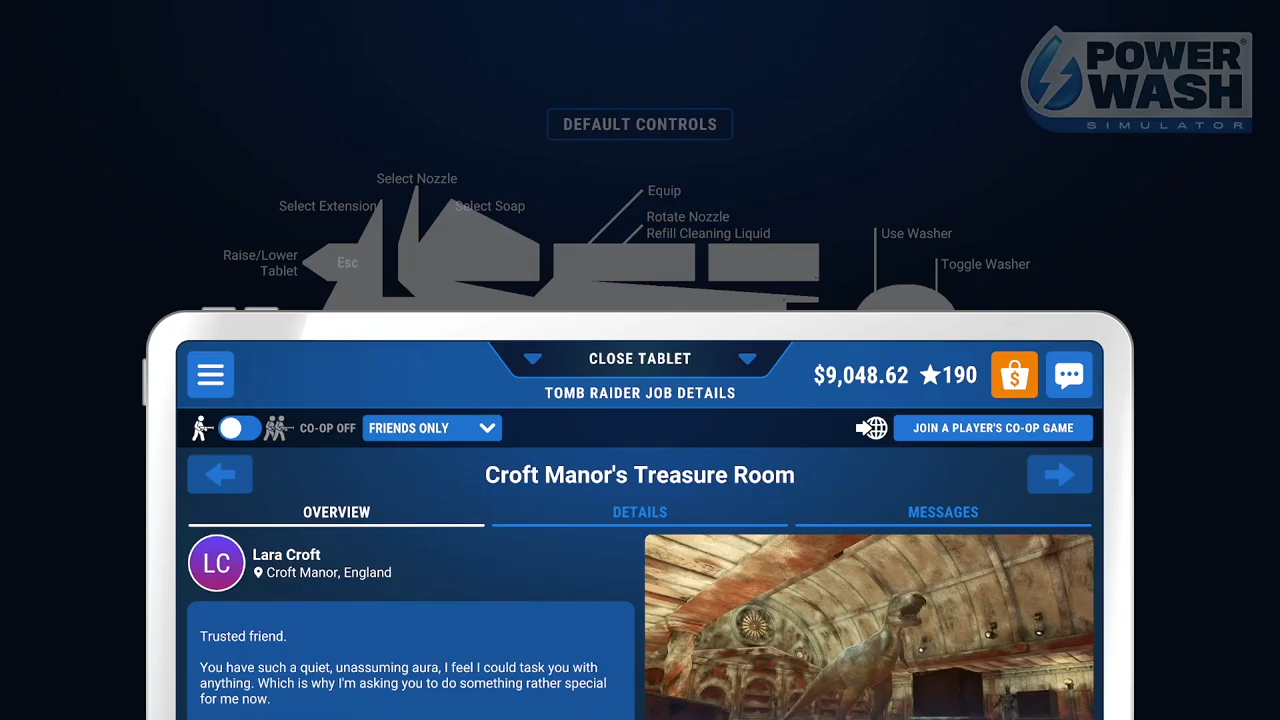 POWER
WASH
SIMULATOR
DEFAULT CONTROLS
Select Nozzle
Select Extension
Select Soap
Equip
Rotate Nozzle
Refill Cleaning Liquid
Use Washer
Toggle Washer
Raise/Lower
Tablet
Esc
CLOSE TABLET
$9,048.62 ★190
TOMB RAIDER JOB DETAILS
CO-OP OFF
FRIENDS ONLY
JOIN A PLAYER'S CO-OP GAME
Croft Manor's Treasure Room
OVERVIEW
DETAILS
MESSAGES
LC
Lara Croft
Croft Manor, England
Trusted friend.
You have such a quiet, unassuming aura, I feel I could task you with
anything. Which is why I'm asking you to do something rather special
for me now.